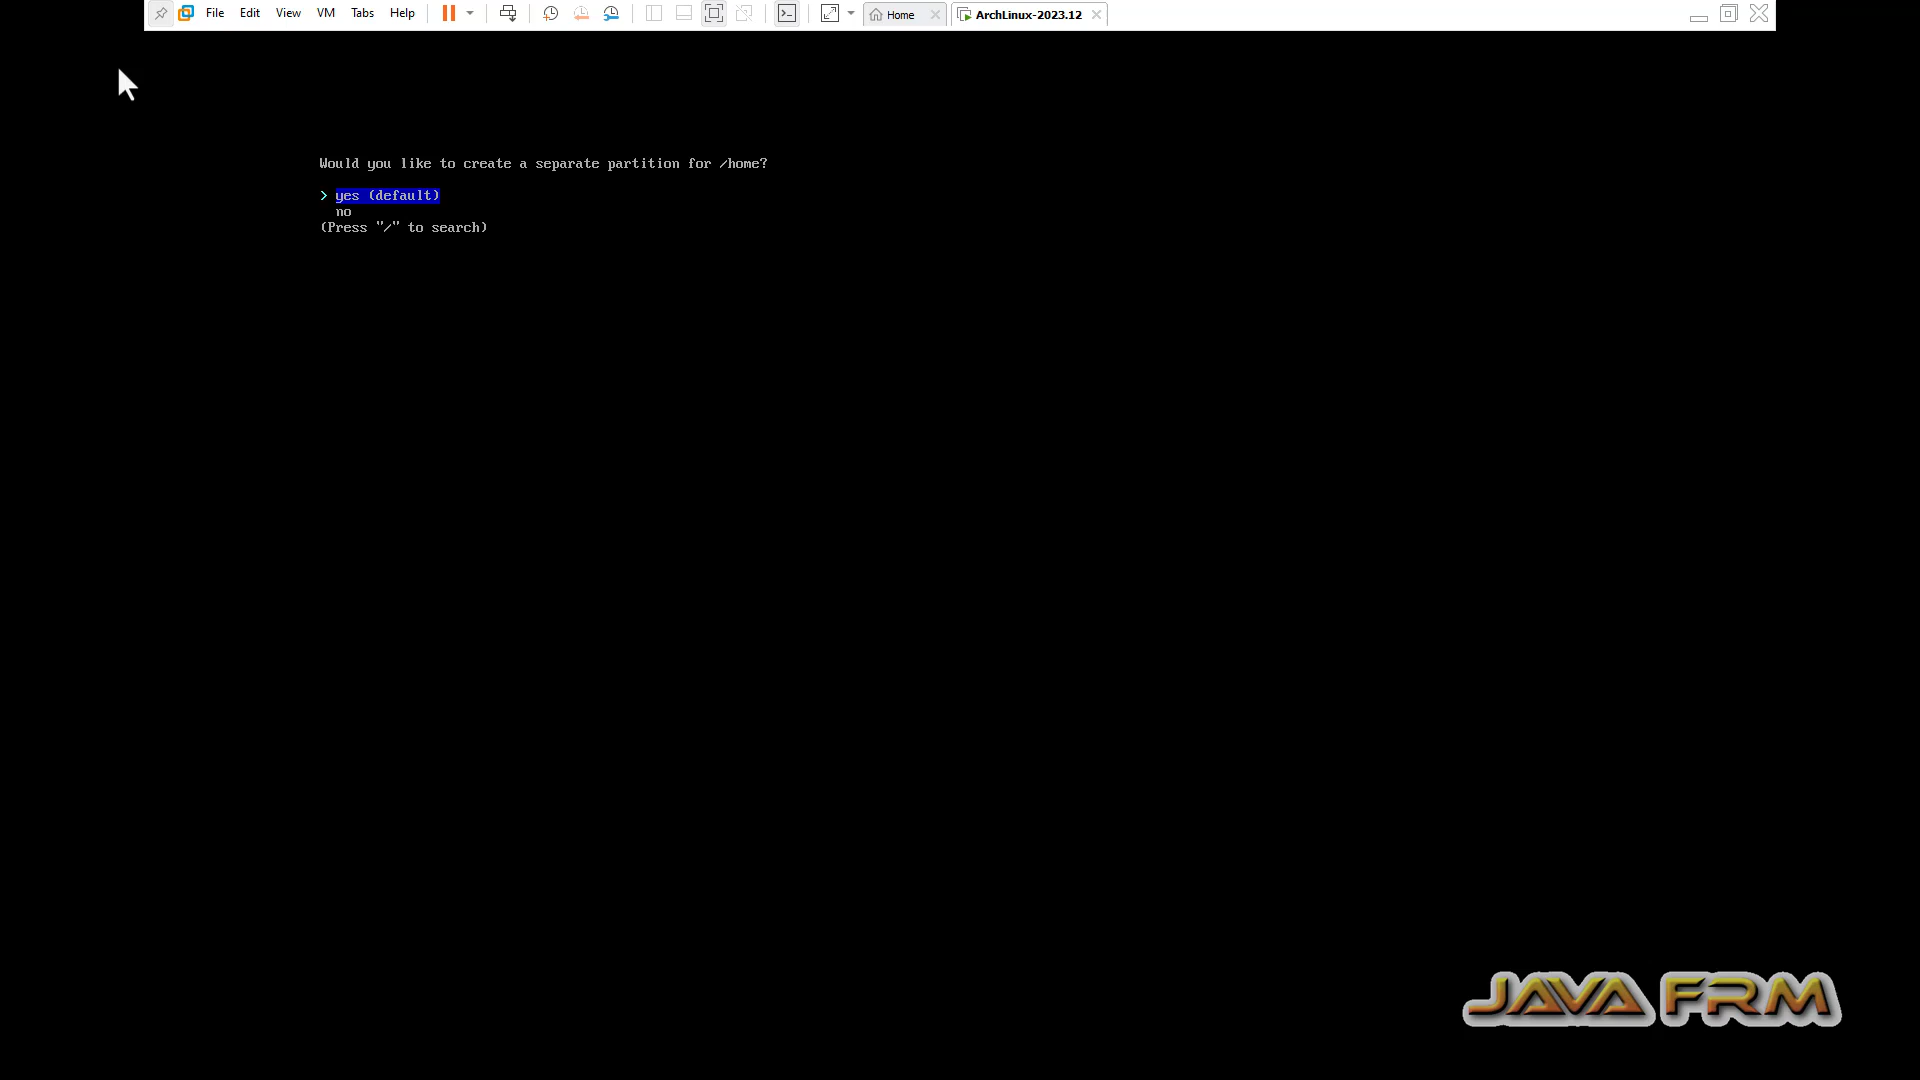 File Edit View VM Tabs Help Home ArchLinux-2023.12
Would you like to create a separate partition for /home?
> yes (default)
no
(Press "/" to search)
JAVA FRM